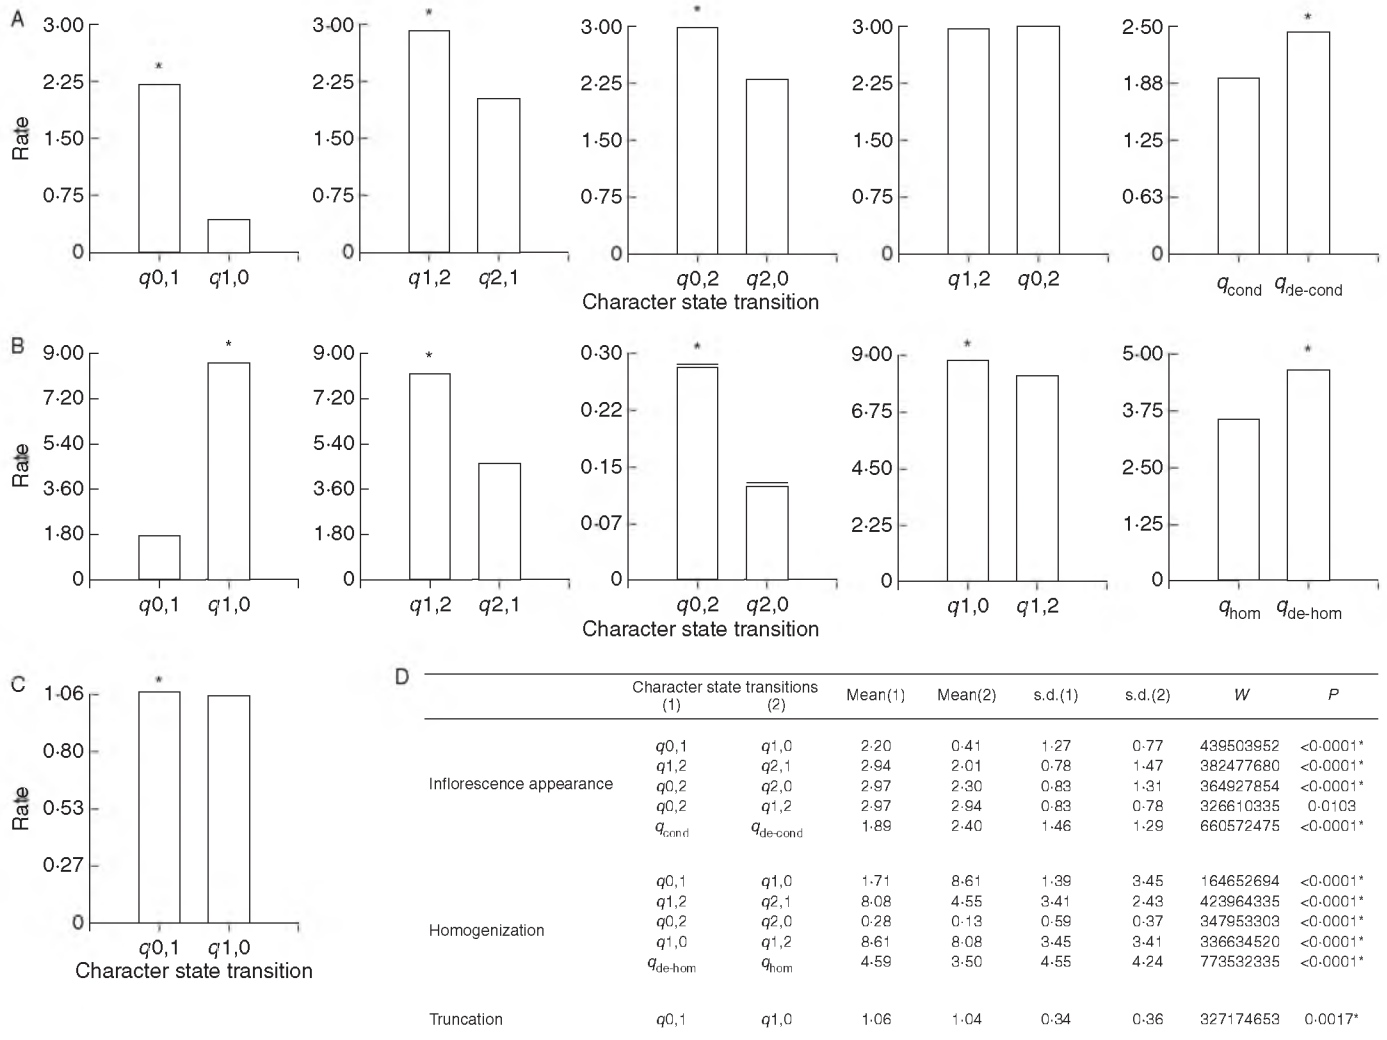 A
3·00
2·25
1·50
0·75
0
Rate
*
q0,1 q1,0
3·00
2·25
1·50
0·75
0
*
q1,2 q2,1
3·00
2·25
1·50
0·75
0
*
q0,2 q2,0
3·00
2·25
1·50
0·75
0
q1,2 q0,2
2·50
1·88
1·25
0·63
0
*
qcond qde-cond
Character state transition
B
9·00
7·20
5·40
3·60
1·80
0
Rate
*
q0,1 q1,0
9·00
7·20
5·40
3·60
1·80
0
*
q1,2 q2,1
0·30
0·22
0·15
0·07
0
*
q0,2 q2,0
9·00
6·75
4·50
2·25
0
*
q1,0 q1,2
5·00
3·75
2·50
1·25
0
*
qhom qde-hom
Character state transition
C
1·06
0·80
0·53
0·27
0
Rate
*
q0,1 q1,0
Character state transition
D
Character state transitions
(1) (2) Mean(1) Mean(2) s.d.(1) s.d.(2) W P
Inflorescence appearance
q0,1 q1,0 2·20 0·41 1·27 0·77 439503952 <0·0001*
q1,2 q2,1 2·94 2·01 0·78 1·47 382477680 <0·0001*
q0,2 q2,0 2·97 2·30 0·83 1·31 364927854 <0·0001*
q0,2 q1,2 2·97 2·94 0·83 0·78 326610335 0·0103
qcond qde-cond 1·89 2·40 1·46 1·29 660572475 <0·0001*
Homogenization
q0,1 q1,0 1·71 8·61 1·39 3·45 164652694 <0·0001*
q1,2 q2,1 8·08 4·55 3·41 2·43 423964335 <0·0001*
q0,2 q2,0 0·28 0·13 0·59 0·37 347953303 <0·0001*
q1,0 q1,2 8·61 8·08 3·45 3·41 336634520 <0·0001*
qde-hom qhom 4·59 3·50 4·55 4·24 773532335 <0·0001*
Truncation q0,1 q1,0 1·06 1·04 0·34 0·36 327174653 0·0017*